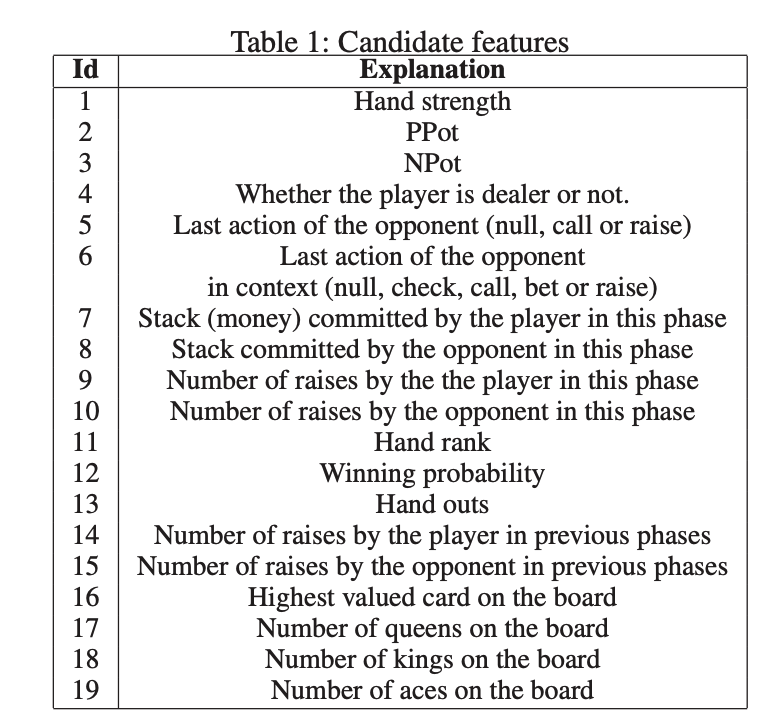 Table 1: Candidate features
Id Explanation
1 Hand strength
2 PPot
3 NPot
4 Whether the player is dealer or not.
5 Last action of the opponent (null, call or raise)
6 Last action of the opponent
in context (null, check, call, bet or raise)
7 Stack (money) committed by the player in this phase
8 Stack committed by the opponent in this phase
9 Number of raises by the the player in this phase
10 Number of raises by the opponent in this phase
11 Hand rank
12 Winning probability
13 Hand outs
14 Number of raises by the player in previous phases
15 Number of raises by the opponent in previous phases
16 Highest valued card on the board
17 Number of queens on the board
18 Number of kings on the board
19 Number of aces on the board